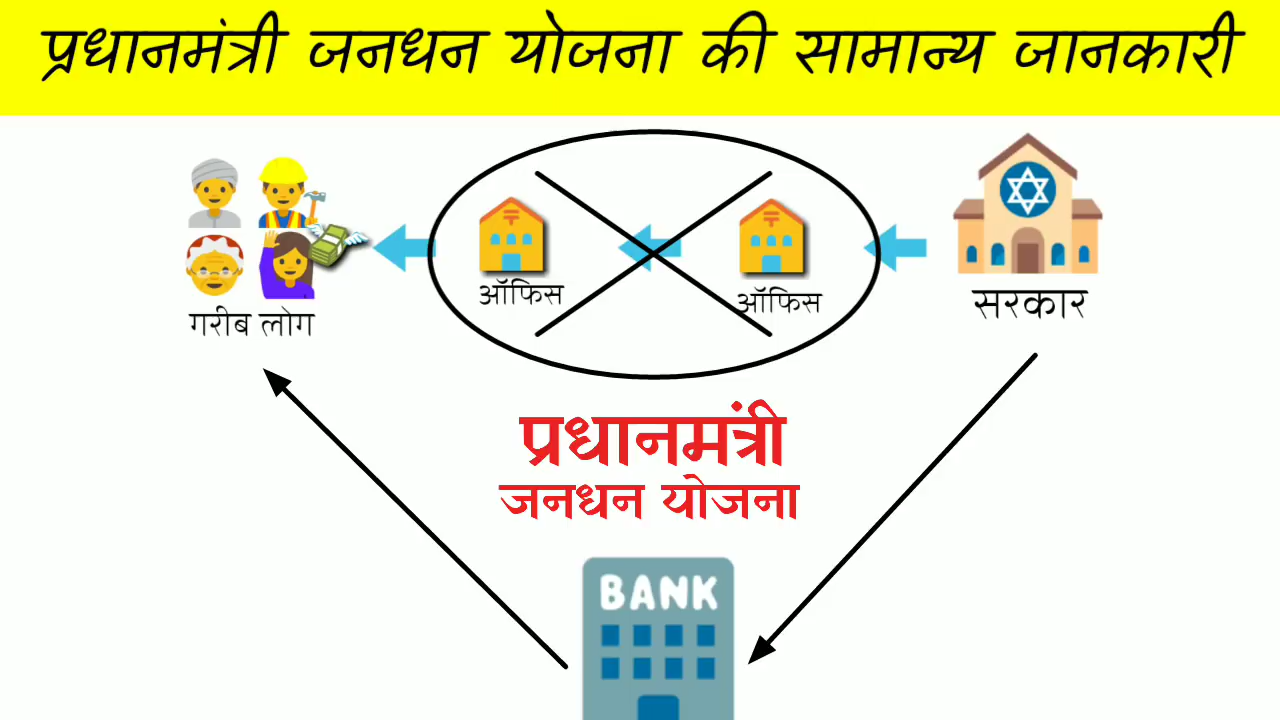 प्रधानमंत्री जनधन योजना की सामान्य जानकारी
ऑफिस
ऑफिस
सरकार
गरीब लोग
प्रधानमंत्री
जनधन योजना
BANK